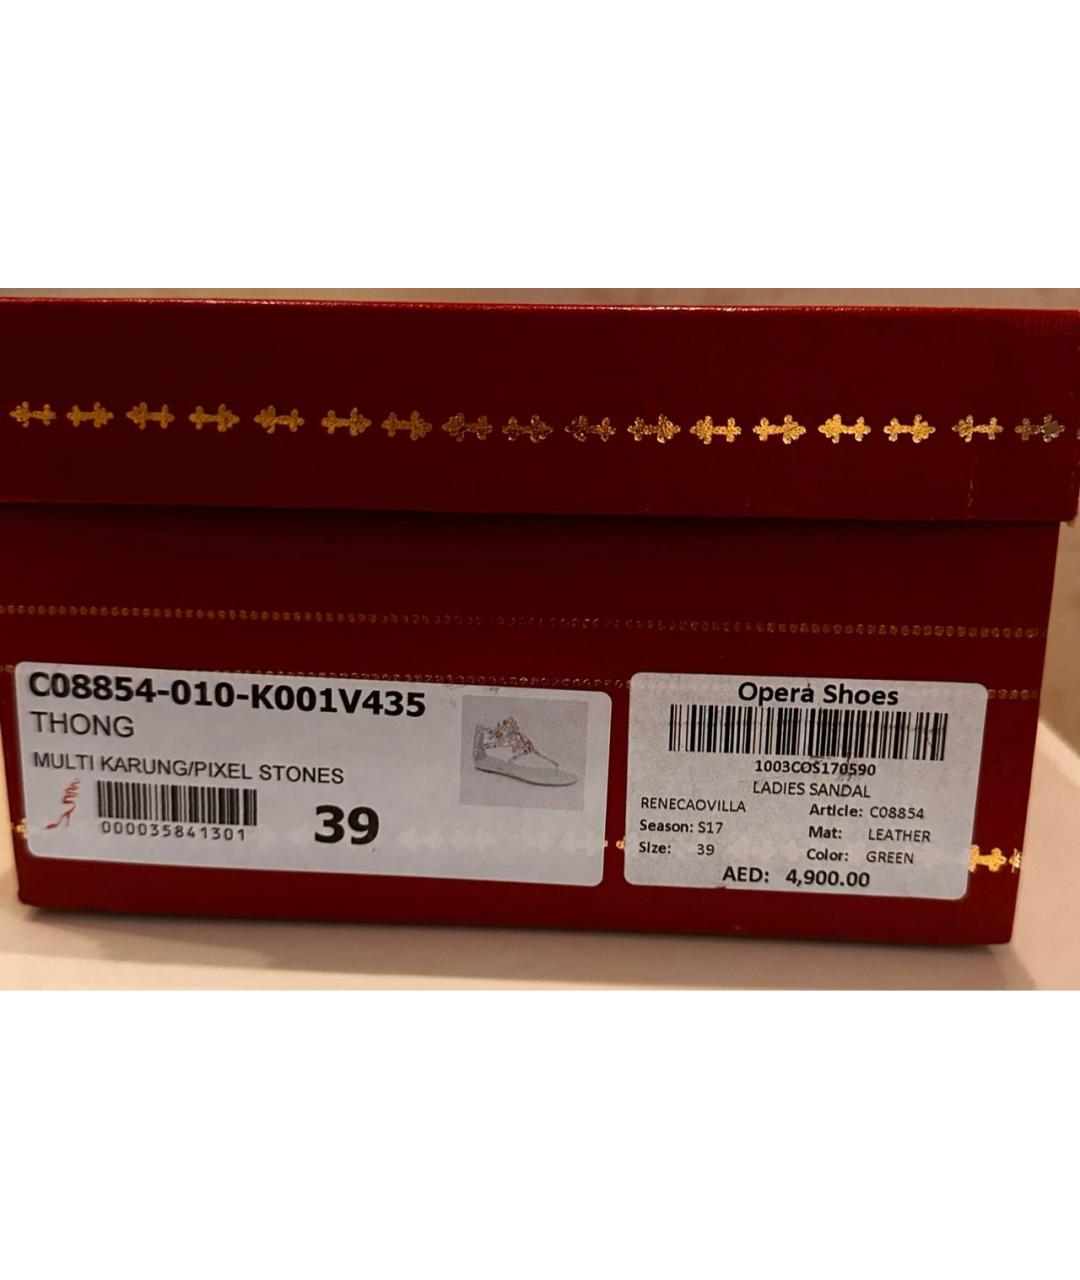 C08854-010-K001V435
THONG
MULTI KARUNG/PIXEL STONES
000035841301
39
Opera Shoes
1003COS170590
LADIES SANDAL
RENECAOVILLA Article: C08854
Season: S17 Mat: LEATHER
Size: 39 Color: GREEN
AED: 4,900.00